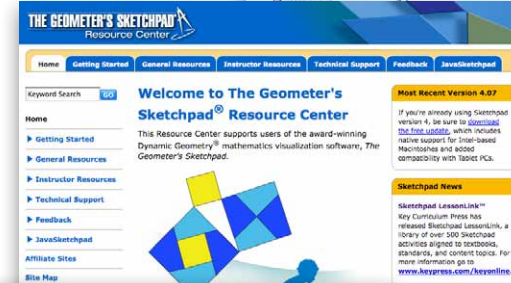 THE GEOMETER'S SKETCHPAD®
Resource Center
Home Getting Started General Resources Instructor Resources Technical Support Feedback JavaSketchpad
Keyword Search GO
Home
Getting Started
General Resources
Instructor Resources
Technical Support
Feedback
JavaSketchpad
Affiliate Sites
Site Map
Welcome to The Geometer's
Sketchpad® Resource Center
This Resource Center supports users of the award-winning
Dynamic Geometry® mathematics visualization software, The
Geometer's Sketchpad.
Most Recent Version 4.07
If you're already using Sketchpad
version 4, be sure to download
the free update, which includes
native support for Intel-based
Macintoshes and added
compatibility with Tablet PCs.
Sketchpad News
Sketchpad LessonLink™
Key Curriculum Press has
released Sketchpad LessonLink, a
library of over 500 Sketchpad
activities aligned to textbooks,
standards, and content topics. For
more information go to
www.keypress.com/keyonline.